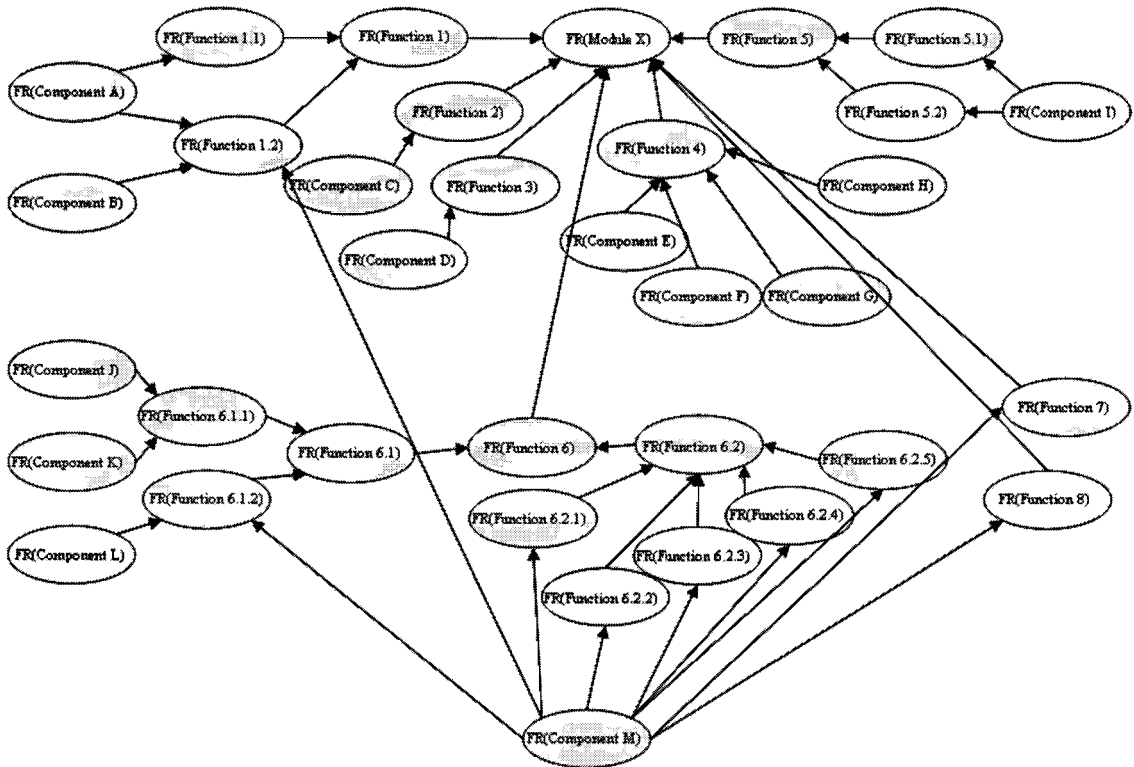 FR(Function 1.1)
FR(Function 1)
FR(Module X)
FR(Function 5)
FR(Function 5.1)
FR(Component A)
FR(Function 2)
FR(Function 5.2)
FR(Component I)
FR(Function 1.2)
FR(Function 4)
FR(Component C)
FR(Function 3)
FR(Component H)
FR(Component B)
FR(Component D)
FR(Component E)
FR(Component F)
FR(Component G)
FR(Component J)
FR(Function 6.1.1)
FR(Function 7)
FR(Component K)
FR(Function 6.1)
FR(Function 6)
FR(Function 6.2)
FR(Function 6.2.5)
FR(Function 6.1.2)
FR(Function 6.2.1)
FR(Function 6.2.4)
FR(Function 8)
FR(Component L)
FR(Function 6.2.3)
FR(Function 6.2.2)
FR(Component M)